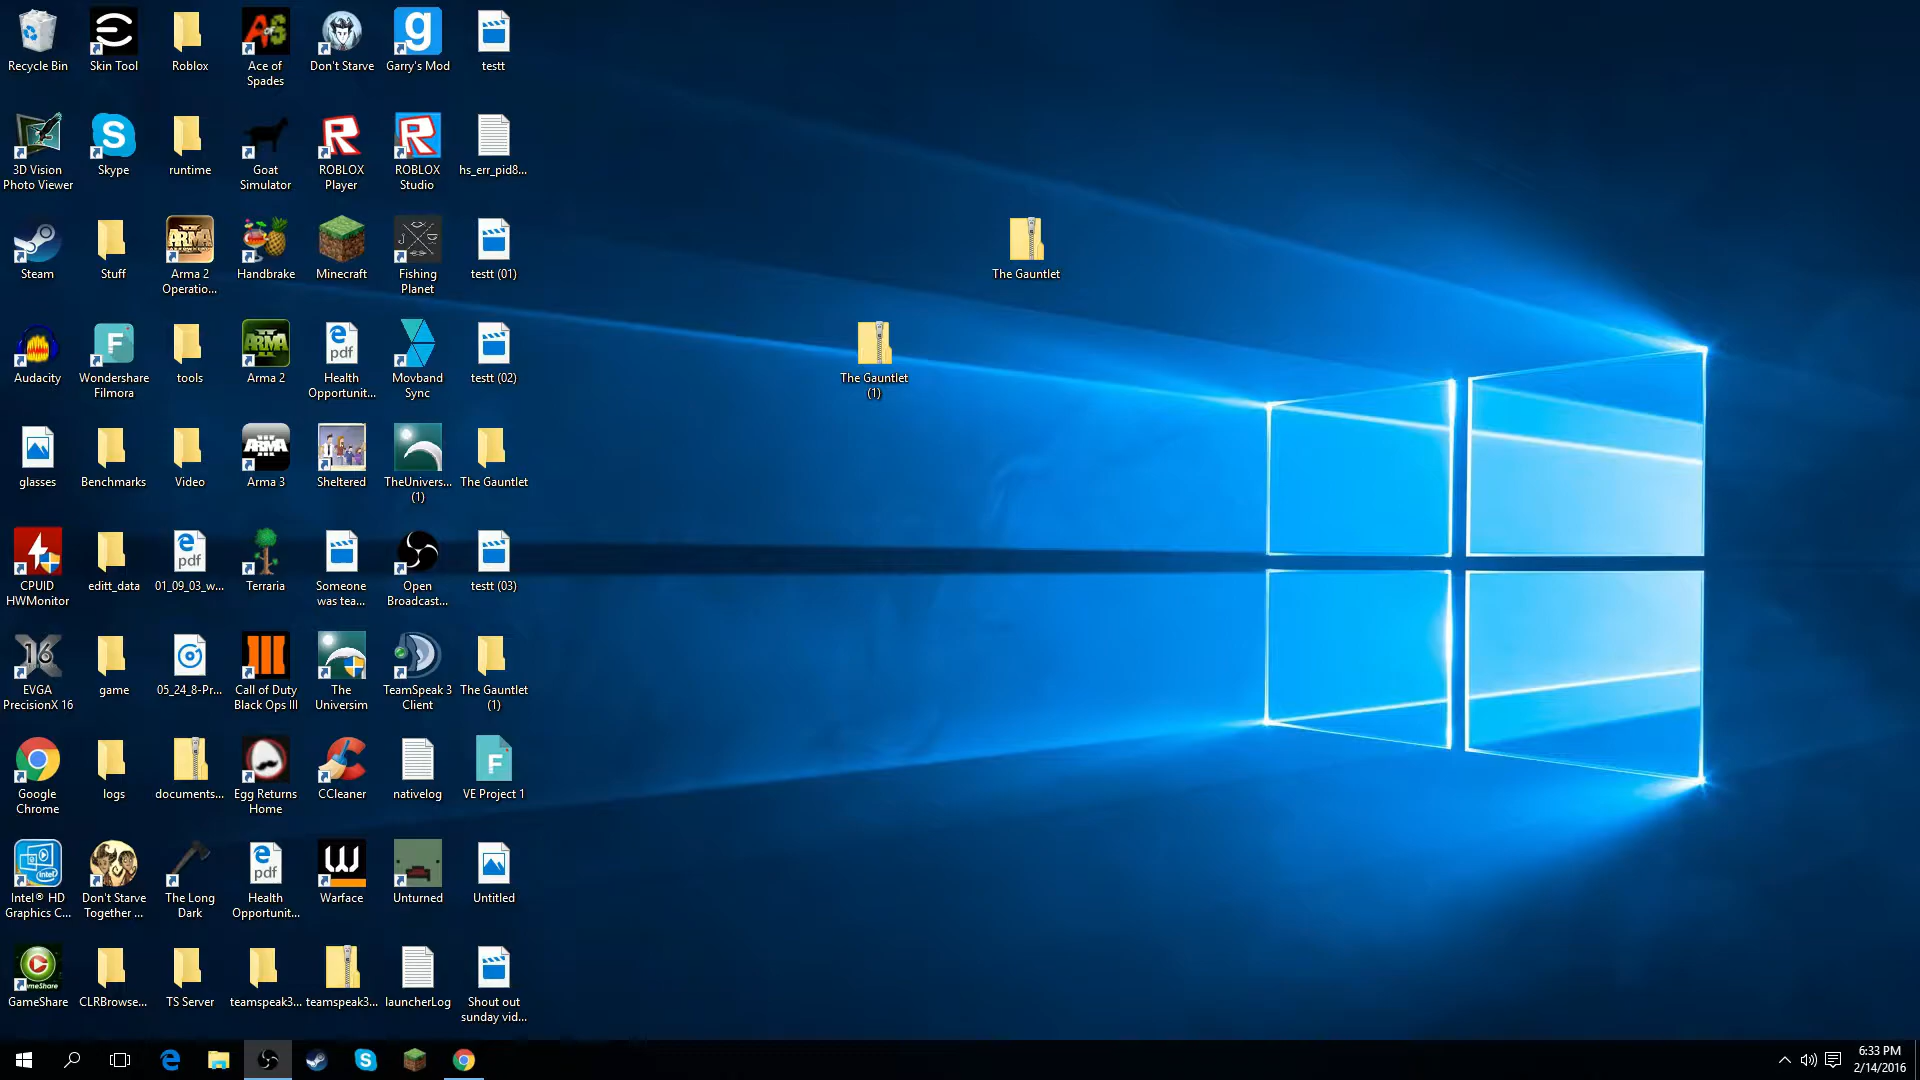 Recycle Bin
Skin Tool
Roblox
Ace of
Spades
Don't Starve
Garry's Mod
testt
3D Vision
Photo Viewer
Skype
runtime
Goat
Simulator
ROBLOX
Player
ROBLOX
Studio
hs_err_pid8...
Steam
Stuff
Arma 2
Operatio...
Handbrake
Minecraft
Fishing
Planet
testt (01)
The Gauntlet
Audacity
Wondershare
Filmora
tools
Arma 2
pdf
Health
Opportunit...
Movband
Sync
testt (02)
The Gauntlet
(1)
glasses
Benchmarks
Video
Arma 3
Sheltered
TheUnivers...
(1)
The Gauntlet
CPUID
HWMonitor
editt_data
pdf
01_09_03_w...
Terraria
Someone
was tea...
Open
Broadcast...
testt (03)
EVGA
PrecisionX 16
game
05_24_8-Pr...
Call of Duty
Black Ops III
The
Universim
TeamSpeak 3
Client
The Gauntlet
(1)
Google
Chrome
logs
documents...
Egg Returns
Home
CCleaner
nativelog
VE Project 1
Intel® HD
Graphics C...
Don't Starve
Together ...
The Long
Dark
pdf
Health
Opportunit...
Warface
Unturned
Untitled
GameShare
CLRBrowse...
TS Server
teamspeak3...
teamspeak3...
launcherLog
Shout out
sunday vid...
6:33 PM
2/14/2016